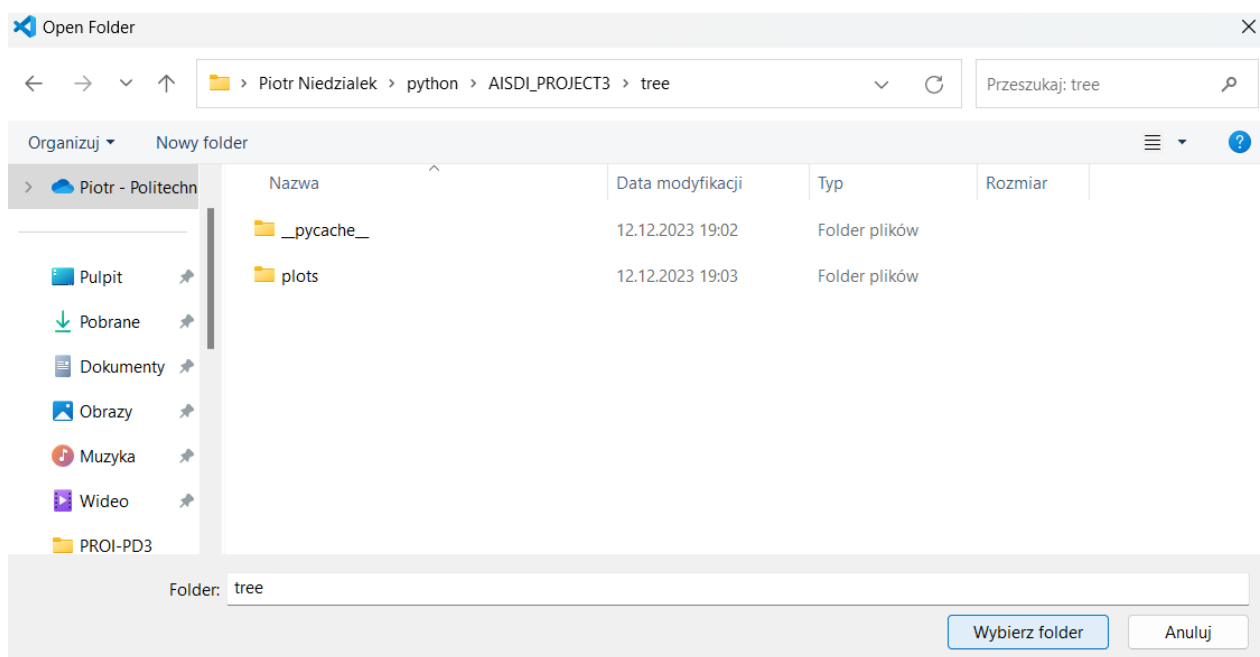 Open Folder
Piotr Niedzialek > python > AISDI_PROJECT3 > tree
Przeszukaj: tree
Organizuj Nowy folder
Piotr - Politechn
Nazwa Data modyfikacji Typ Rozmiar
__pycache__ 12.12.2023 19:02 Folder plików
plots 12.12.2023 19:03 Folder plików
Pulpit
Pobrane
Dokumenty
Obrazy
Muzyka
Wideo
PROI-PD3
Folder: tree
Wybierz folder Anuluj